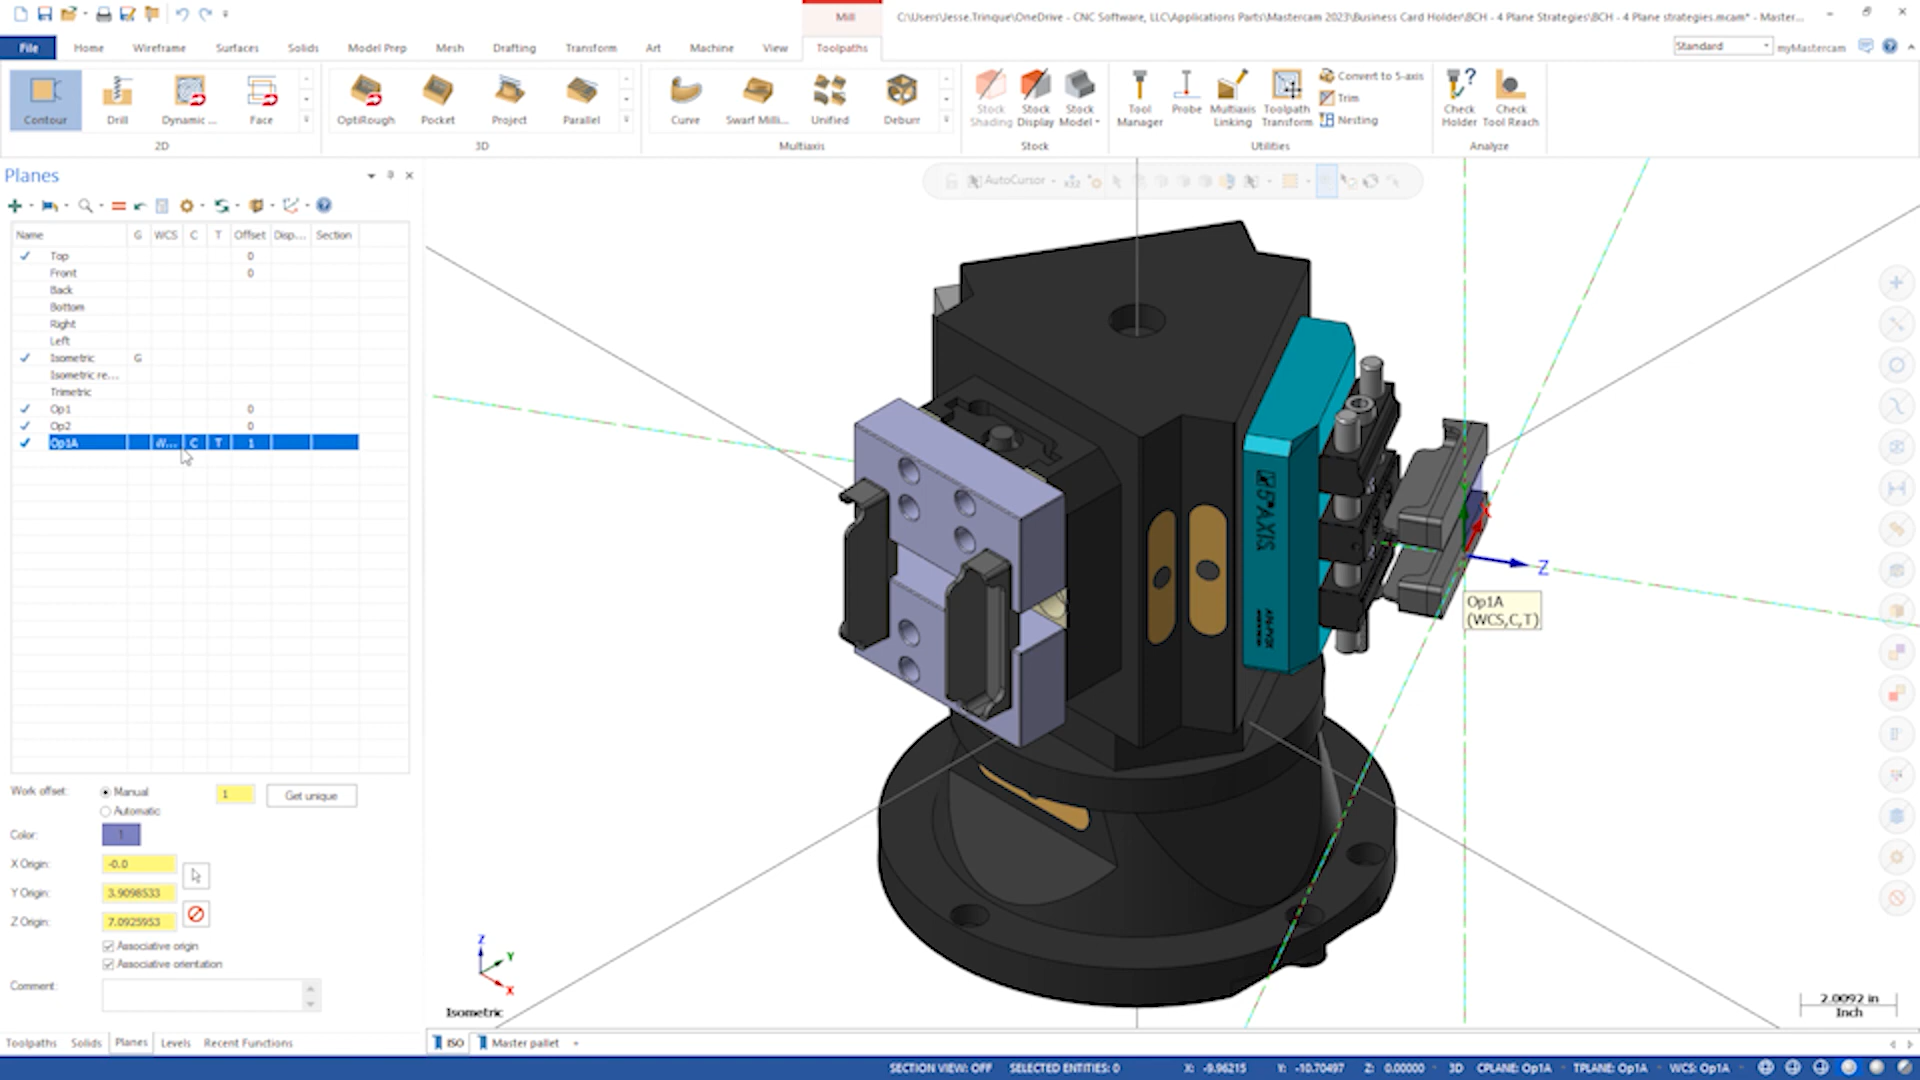 Mill
C:\Users\Jesse.Trinque\OneDrive - CNC Software, LLC\Applications Parts\Mastercam 2023\Business Card Holder\BCH - 4 Plane Strategies\BCH - 4 Plane strategies.mcam* - Master...
File Home Wireframe Surfaces Solids Model Prep Mesh Drafting Transform Art Machine View Toolpaths
Standard myMastercam
Contour Drill Dynamic ... Face
OptiRough Pocket Project Parallel
Curve Swarf Milli... Unified Deburr
Stock Shading Stock Display Stock Model
Tool Manager Probe Multiaxis Linking Toolpath Transform
Convert to 5-axis
Trim
Nesting
Check Holder Check Tool Reach
2D 3D Multiaxis Stock Utilities Analyze
Planes
AutoCursor
Name G WCS C T Offset Disp... Section
Top 0
Front 0
Back
Bottom
Right
Left
Isometric G
Isometric re...
Trimetric
Op1 0
Op2 0
Op1A W... C T 1
5°AXIS
X
Z
Op1A
(WCS,C,T)
Work offset: Manual 1 Get unique
Automatic
Color: 1
X Origin: -0.0
Y Origin: 3.9098533
Z Origin: 7.0925953
Associative origin
Associative orientation
Comment:
Z
Y
X
Isometric
2.0092 in
Inch
Toolpaths Solids Planes Levels Recent Functions
ISO Master pallet
SECTION VIEW: OFF SELECTED ENTITIES: 0 X: -9.96215 Y: -10.70497 Z: 0.00000 3D CPLANE: Op1A TPLANE: Op1A WCS: Op1A